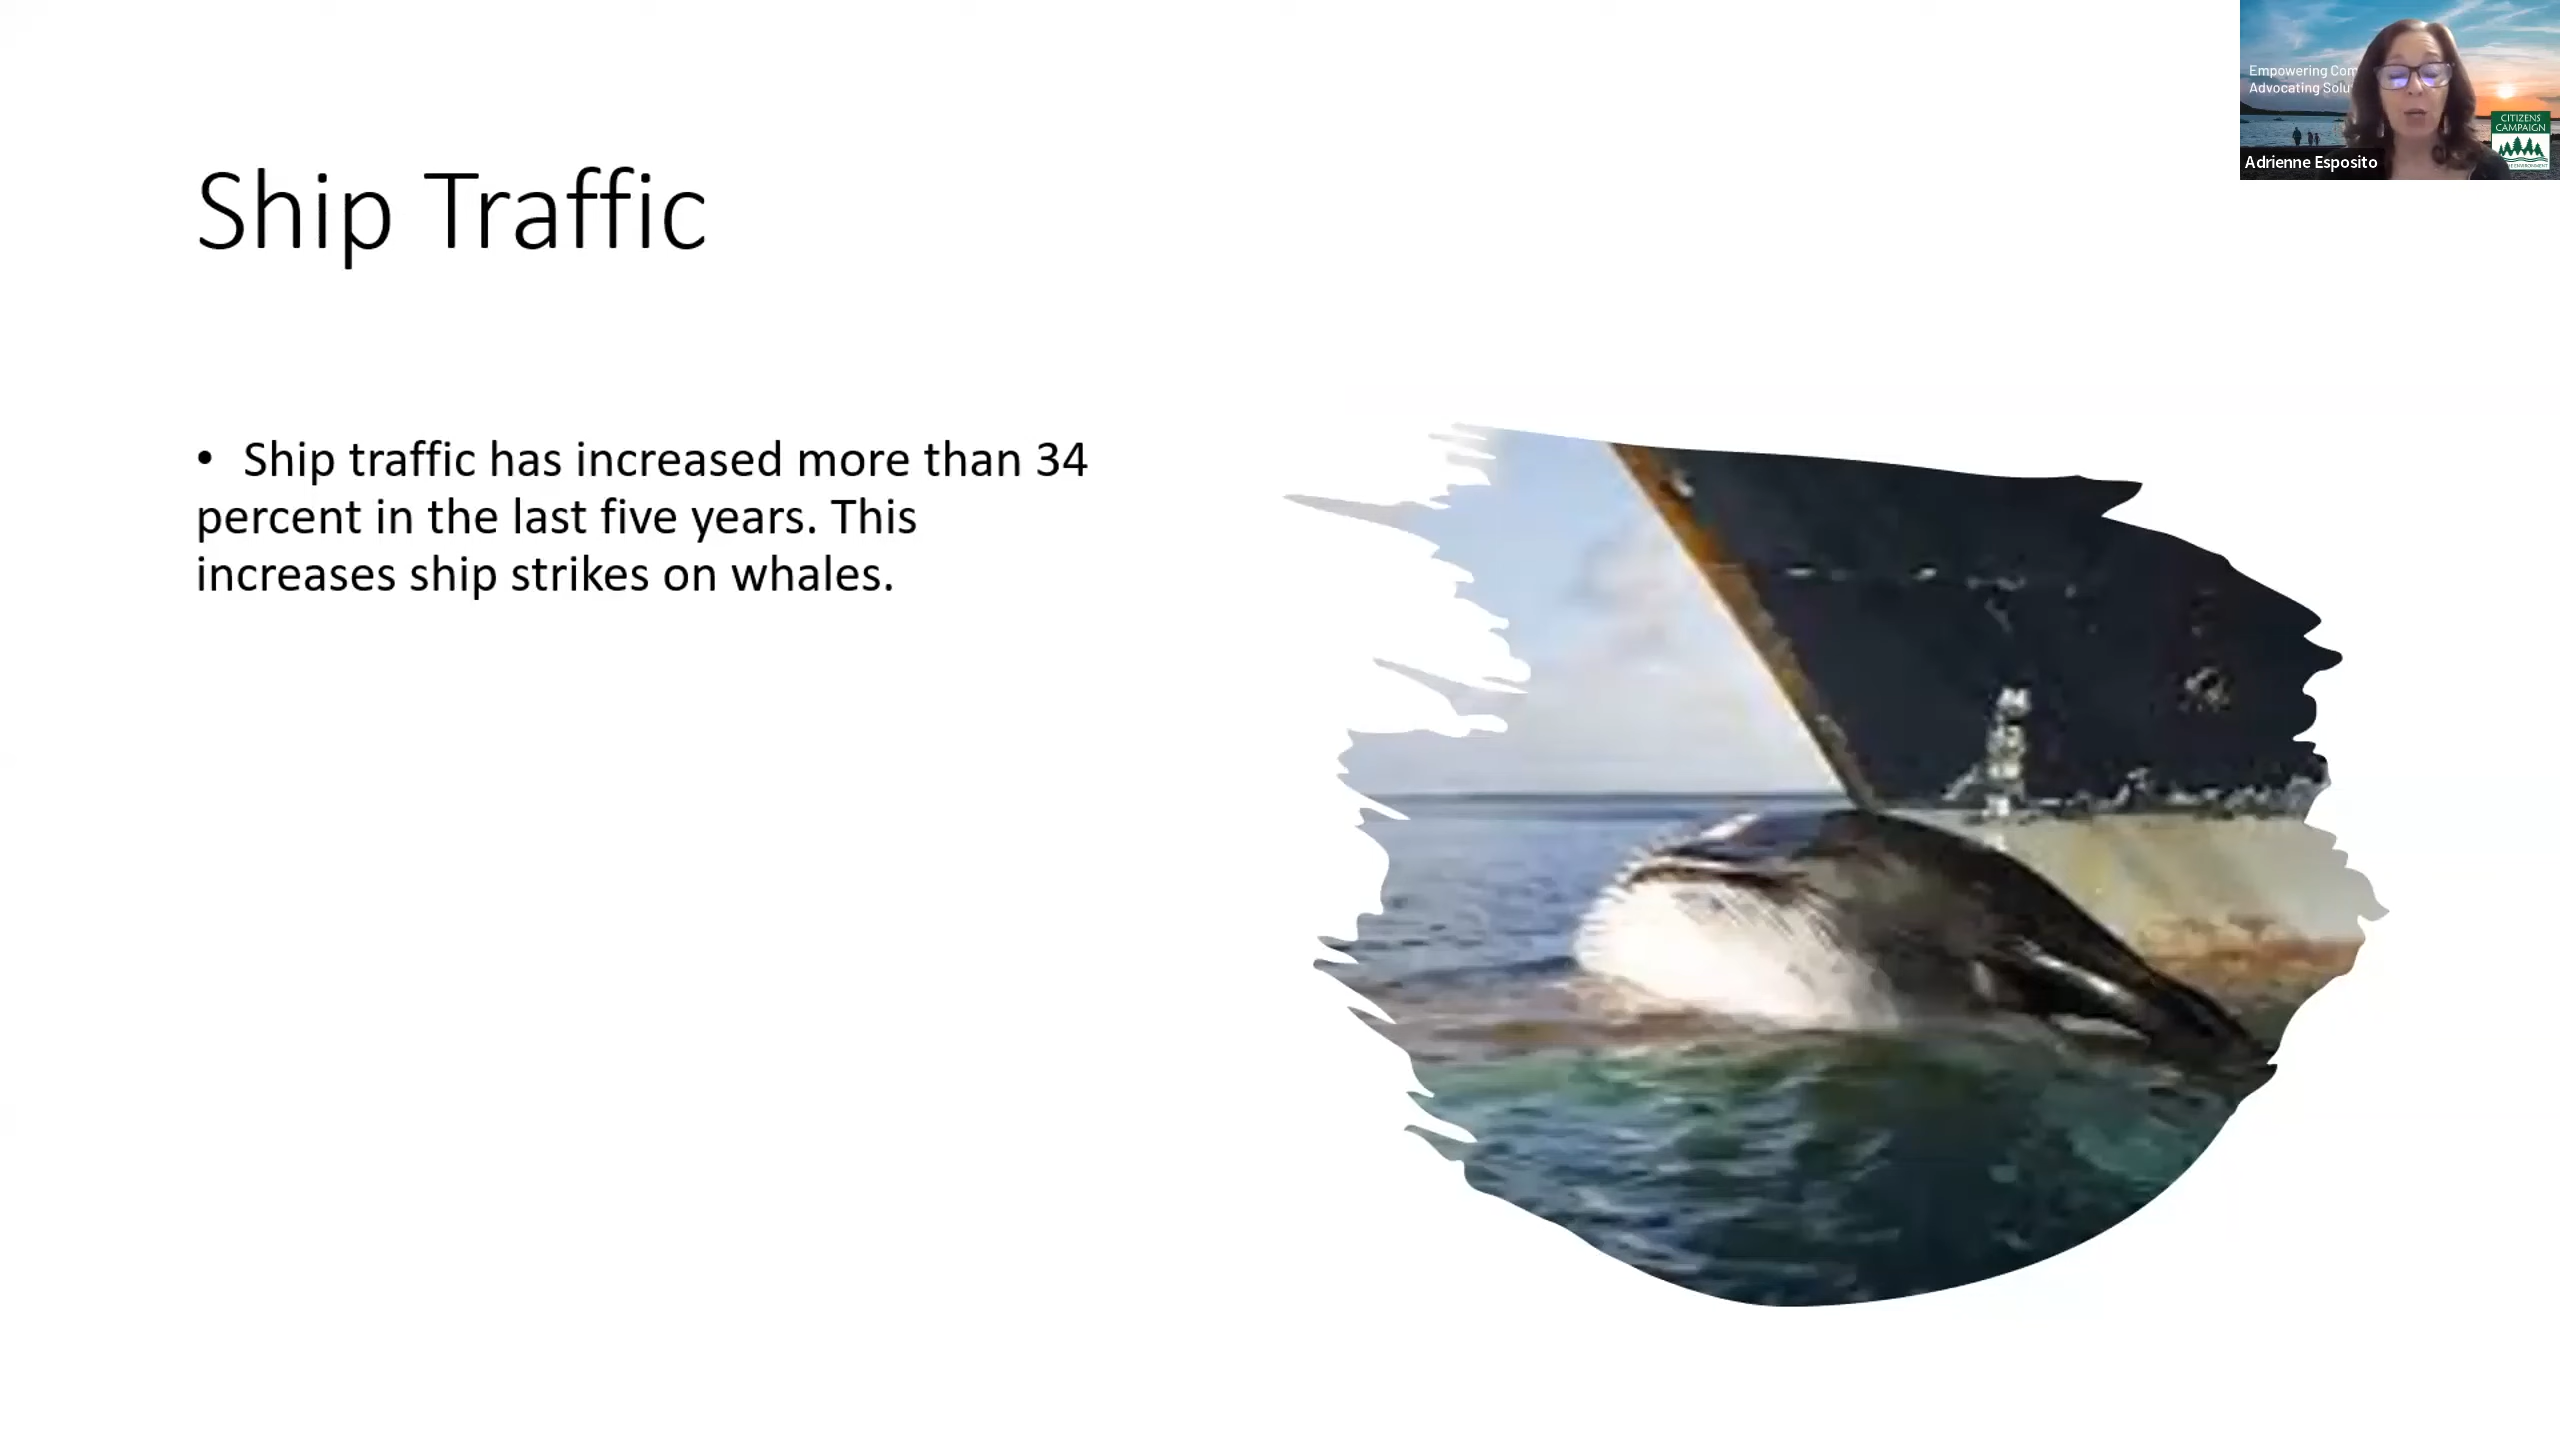 Ship Traffic
• Ship traffic has increased more than 34
percent in the last five years. This
increases ship strikes on whales.
Empowering Com
Advocating Solu
CITIZENS
CAMPAIGN
Adrienne Esposito